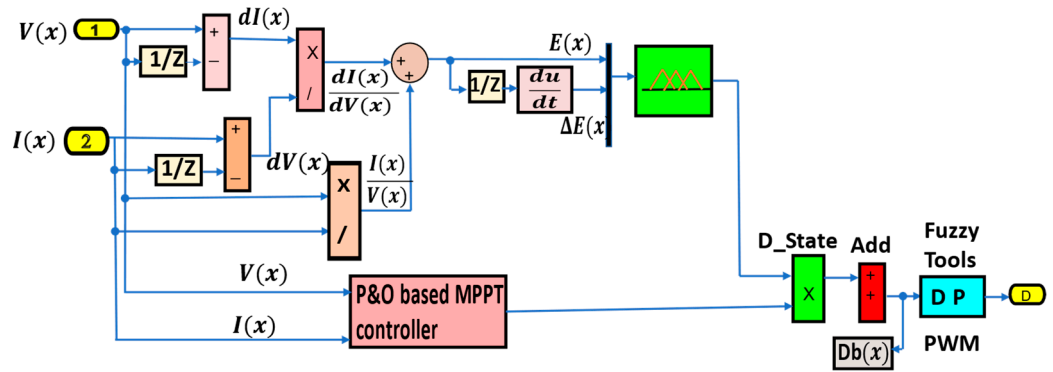 V(x) 1
1/Z
+
−
dI(x)
X
/
dI(x)
dV(x)
+
+
E(x)
1/Z
du
dt
ΔE(x
I(x) 2
1/Z
+
−
dV(x)
X
/
I(x)
V(x)
V(x)
I(x)
P&O based MPPT
controller
D_State
X
Add
+
+
Db(x)
Fuzzy
Tools
D P
PWM
D